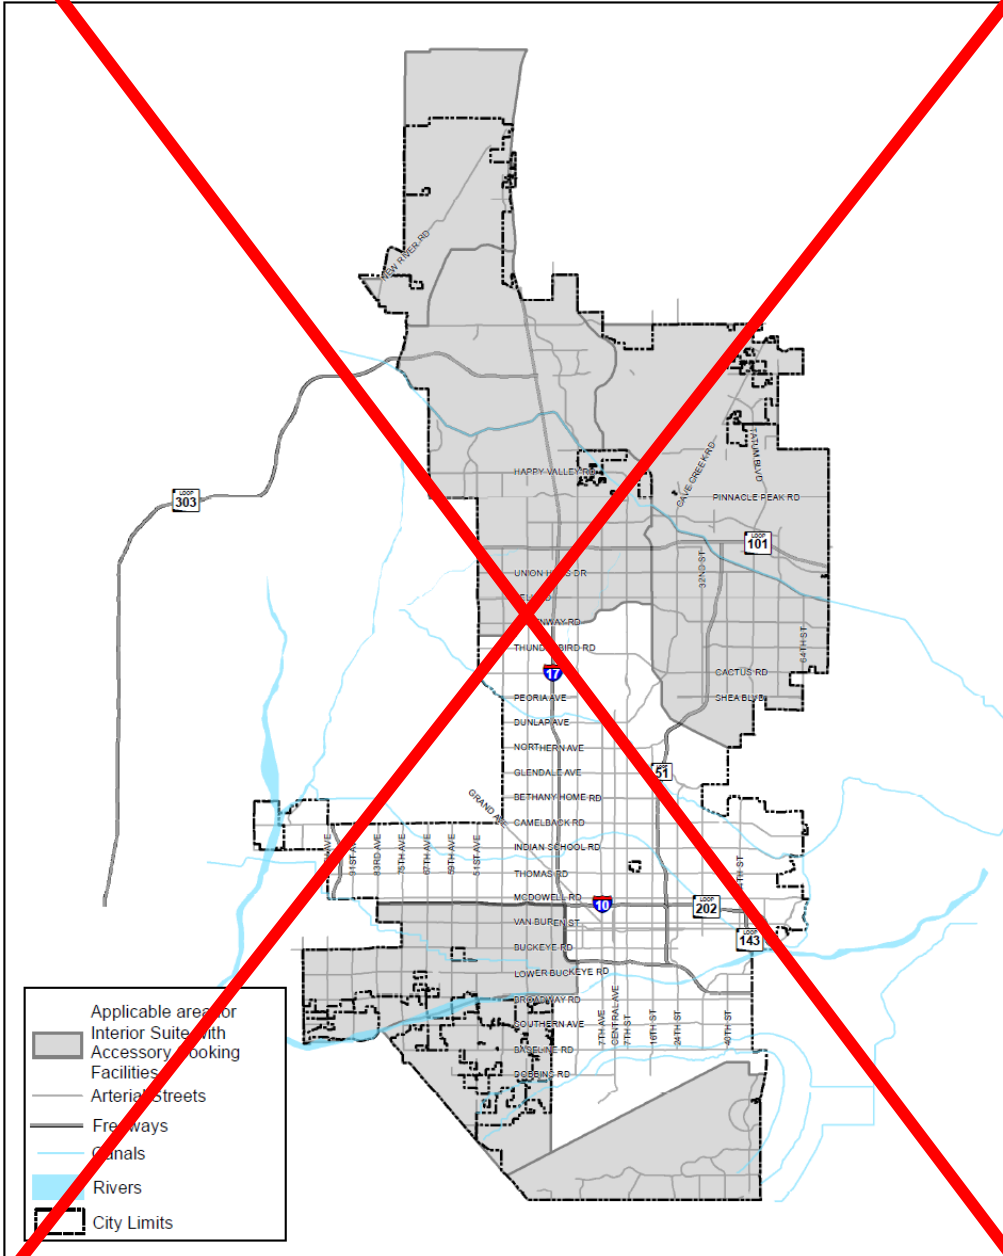 NEW RIVER RD
HAPPY VALLEY RD
CAVE CREEK RD
TATUM BLVD
PINNACLE PEAK RD
LOOP
303
LOOP
101
32ND ST
UNION HILLS DR
64TH ST
THUNDERBIRD RD
17
CACTUS RD
SHEA BLVD
PEORIA AVE
DUNLAP AVE
NORTHERN AVE
GLENDALE AVE
LOOP
51
GRAND AVE
BETHANY HOME RD
CAMELBACK RD
INDIAN SCHOOL RD
91ST AVE
83RD AVE
75TH AVE
67TH AVE
59TH AVE
51ST AVE
THOMAS RD
MCDOWELL RD
10
LOOP
202
VAN BUREN ST
LOOP
143
BUCKEYE RD
LOWER BUCKEYE RD
BROADWAY RD
SOUTHERN AVE
BASELINE RD
DOBBINS RD
7TH AVE
CENTRAL AVE
7TH ST
16TH ST
24TH ST
40TH ST
Applicable area for
Interior Suite with
Accessory Cooking
Facilities
Arterial Streets
Freeways
Canals
Rivers
City Limits